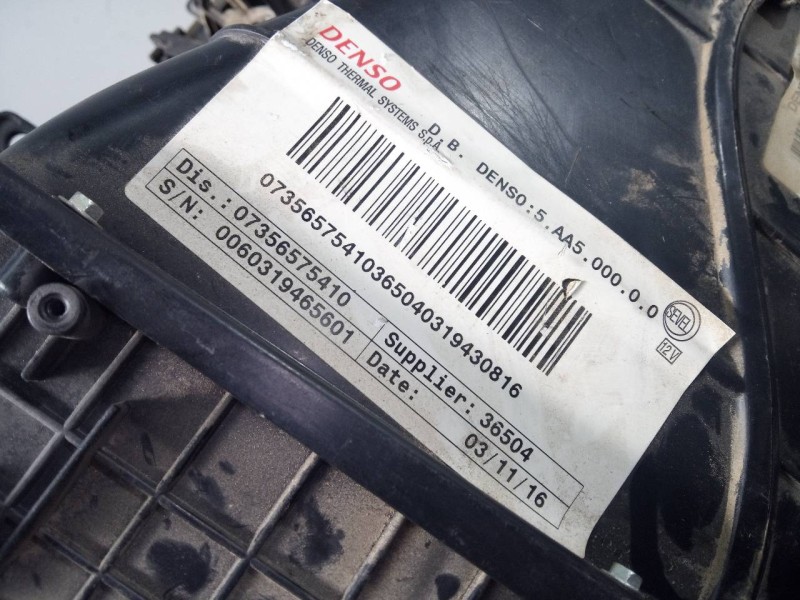 DENSO
DENSO THERMAL SYSTEMS S.p.A.
D.B. DENSO:5.AA5.000.0.0
SEVEL
12V
07356575410365040319430816
Dis.: 07356575410
Supplier: 36504
S/N: 0060319465601
Date: 03/11/16